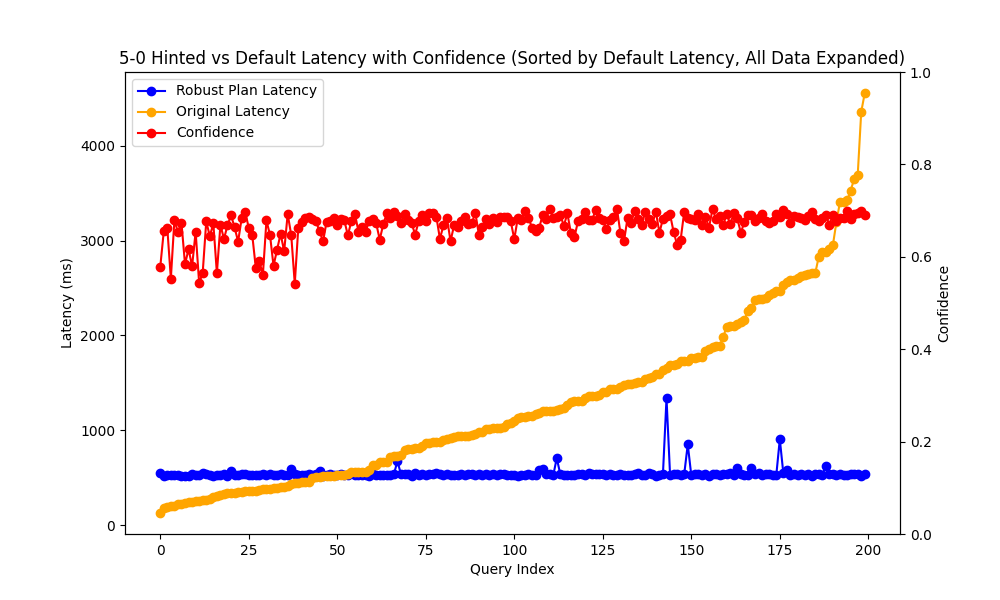 5-0 Hinted vs Default Latency with Confidence (Sorted by Default Latency, All Data Expanded)
Robust Plan Latency
Original Latency
Confidence
Latency (ms)
4000
3000
2000
1000
0
1.0
0.8
0.6
0.4
0.2
0.0
Confidence
0 25 50 75 100 125 150 175 200
Query Index